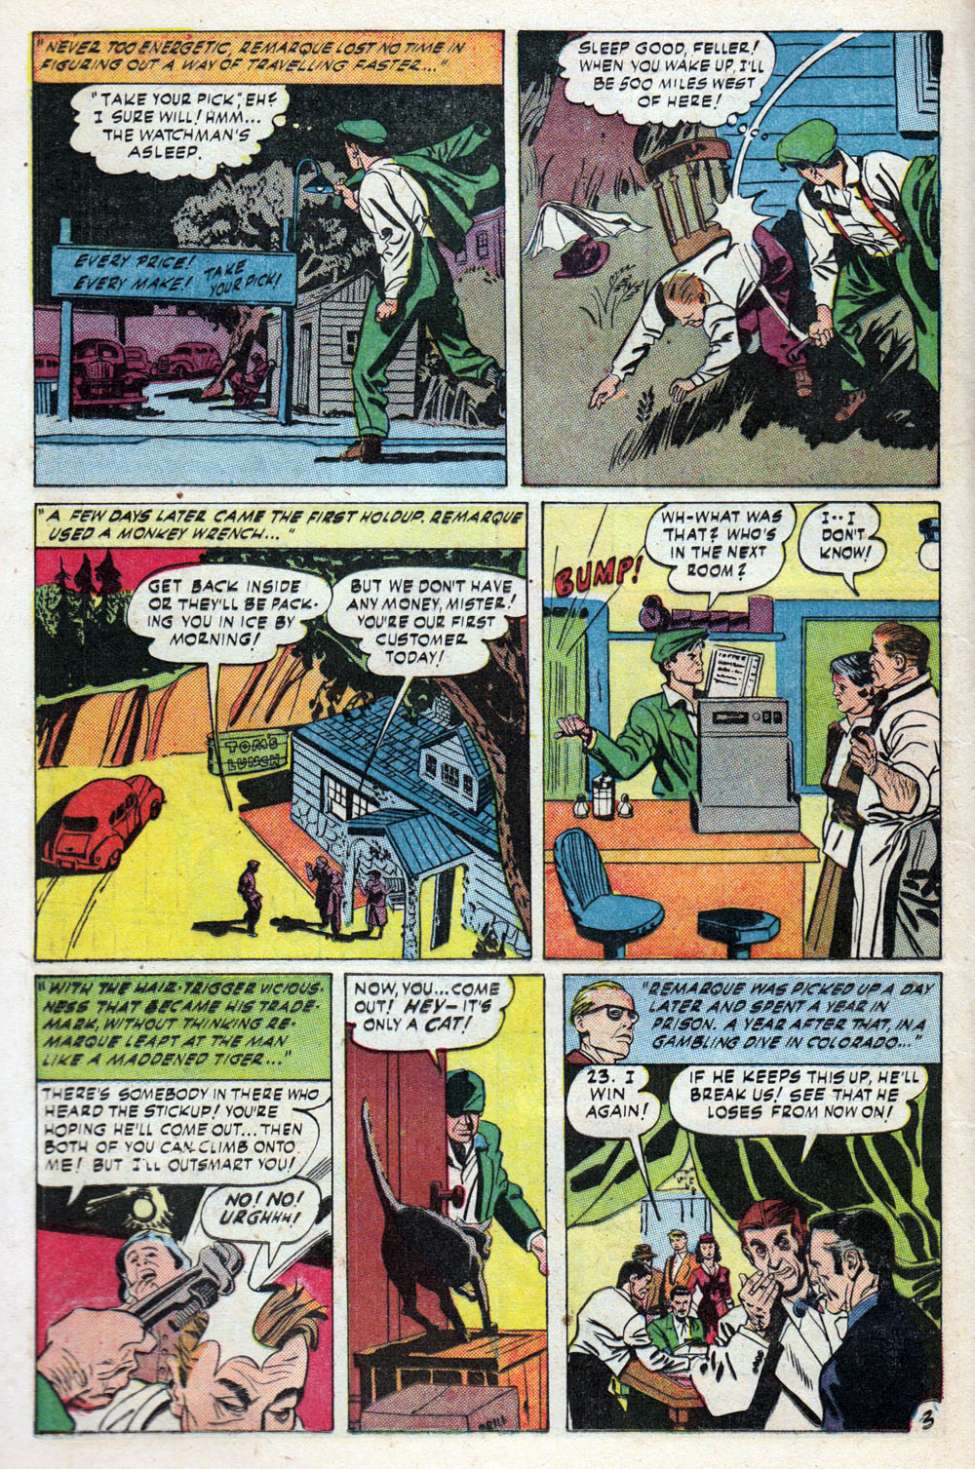 "NEVER TOO ENERGETIC, REMARQUE LOST NO TIME IN
FIGURING OUT A WAY OF TRAVELLING FASTER..."
"TAKE YOUR PICK", EH?
I SURE WILL! HMM...
THE WATCHMAN'S
ASLEEP.
EVERY PRICE!
EVERY MAKE!
TAKE
YOUR PICK!
SLEEP GOOD, FELLER!
WHEN YOU WAKE UP, I'LL
BE 500 MILES WEST
OF HERE!
"A FEW DAYS LATER CAME THE FIRST HOLDUP. REMARQUE
USED A MONKEY WRENCH..."
GET BACK INSIDE
OR THEY'LL BE PACK-
ING YOU IN ICE BY
MORNING!
BUT WE DON'T HAVE
ANY MONEY, MISTER!
YOU'RE OUR FIRST
CUSTOMER
TODAY!
TOM'S
LUNCH
BUMP!
WH-WHAT WAS
THAT? WHO'S
IN THE NEXT
ROOM?
I--I
DON'T
KNOW!
"WITH THE HAIR-TRIGGER VICIOUS-
NESS THAT BECAME HIS TRADE-
MARK, WITHOUT THINKING RE-
MARQUE LEAPT AT THE MAN
LIKE A MADDENED TIGER..."
THERE'S SOMEBODY IN THERE WHO
HEARD THE STICKUP! YOU'RE
HOPING HE'LL COME OUT...THEN
BOTH OF YOU CAN CLIMB ONTO
ME! BUT I'LL OUTSMART YOU!
NO! NO!
URGHHH!
NOW, YOU...COME
OUT! HEY-IT'S
ONLY A CAT!
"REMARQUE WAS PICKED UP A DAY
LATER AND SPENT A YEAR IN
PRISON. A YEAR AFTER THAT, IN A
GAMBLING DIVE IN COLORADO..."
23. I
WIN
AGAIN!
IF HE KEEPS THIS UP, HE'LL
BREAK US! SEE THAT HE
LOSES FROM NOW ON!
3